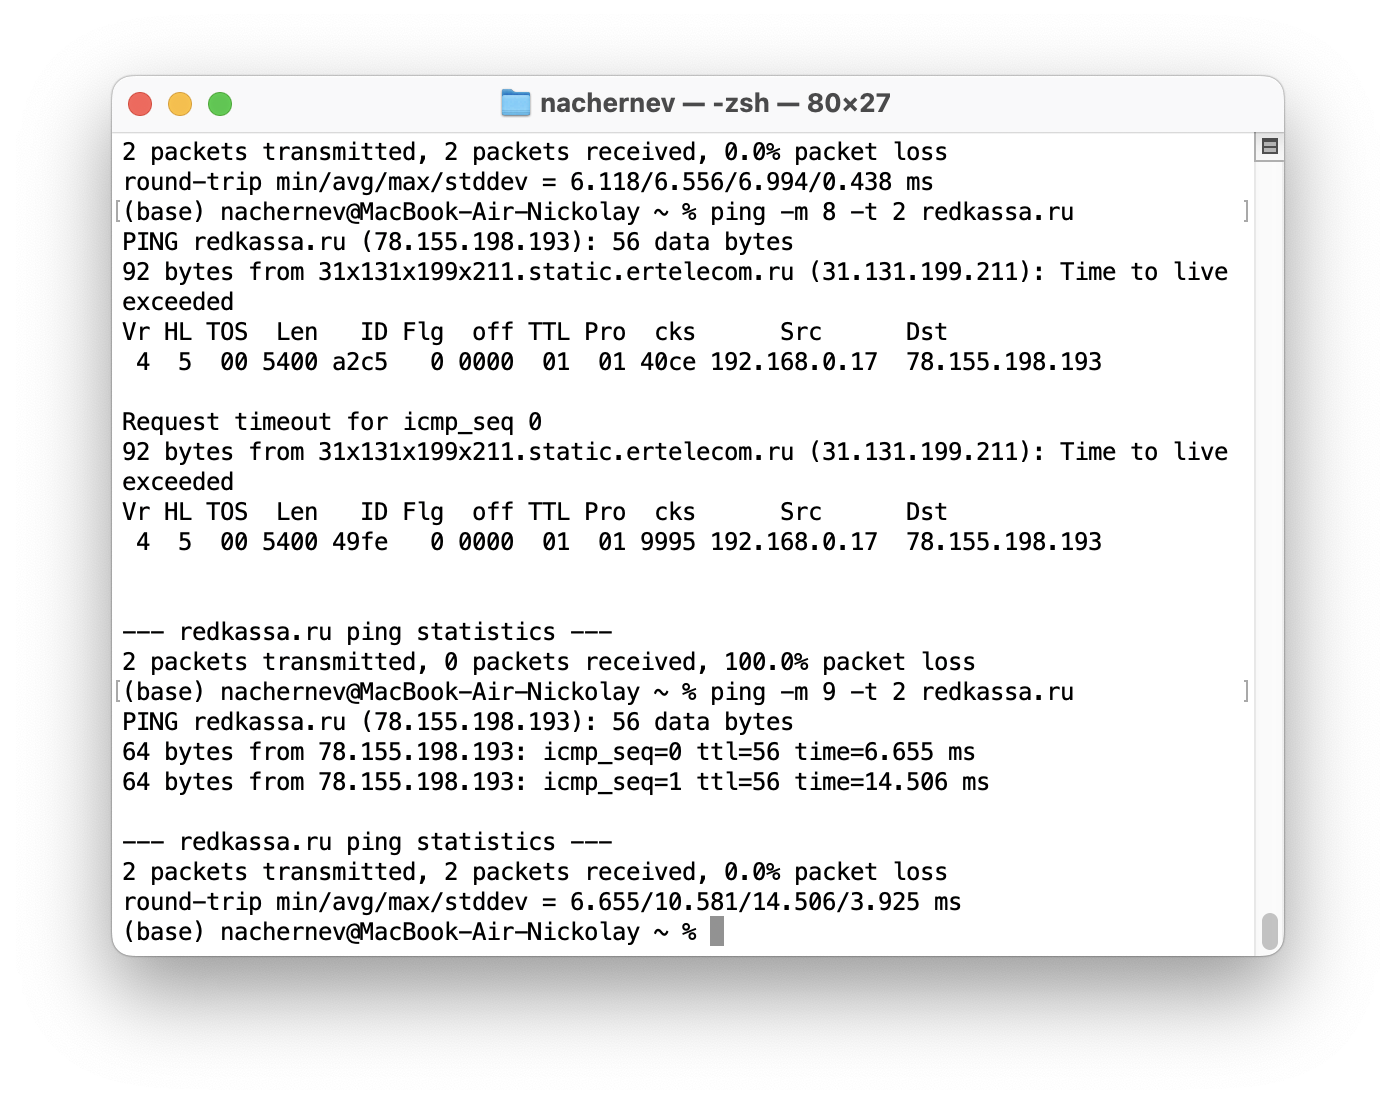 nachernev — -zsh — 80×27
2 packets transmitted, 2 packets received, 0.0% packet loss
round-trip min/avg/max/stddev = 6.118/6.556/6.994/0.438 ms
[(base) nachernev@MacBook-Air-Nickolay ~ % ping -m 8 -t 2 redkassa.ru ]
PING redkassa.ru (78.155.198.193): 56 data bytes
92 bytes from 31x131x199x211.static.ertelecom.ru (31.131.199.211): Time to live
exceeded
Vr HL TOS  Len   ID Flg  off TTL Pro  cks      Src      Dst
 4  5  00 5400 a2c5   0 0000  01  01 40ce 192.168.0.17  78.155.198.193
Request timeout for icmp_seq 0
92 bytes from 31x131x199x211.static.ertelecom.ru (31.131.199.211): Time to live
exceeded
Vr HL TOS  Len   ID Flg  off TTL Pro  cks      Src      Dst
 4  5  00 5400 49fe   0 0000  01  01 9995 192.168.0.17  78.155.198.193
--- redkassa.ru ping statistics ---
2 packets transmitted, 0 packets received, 100.0% packet loss
[(base) nachernev@MacBook-Air-Nickolay ~ % ping -m 9 -t 2 redkassa.ru ]
PING redkassa.ru (78.155.198.193): 56 data bytes
64 bytes from 78.155.198.193: icmp_seq=0 ttl=56 time=6.655 ms
64 bytes from 78.155.198.193: icmp_seq=1 ttl=56 time=14.506 ms
--- redkassa.ru ping statistics ---
2 packets transmitted, 2 packets received, 0.0% packet loss
round-trip min/avg/max/stddev = 6.655/10.581/14.506/3.925 ms
(base) nachernev@MacBook-Air-Nickolay ~ %